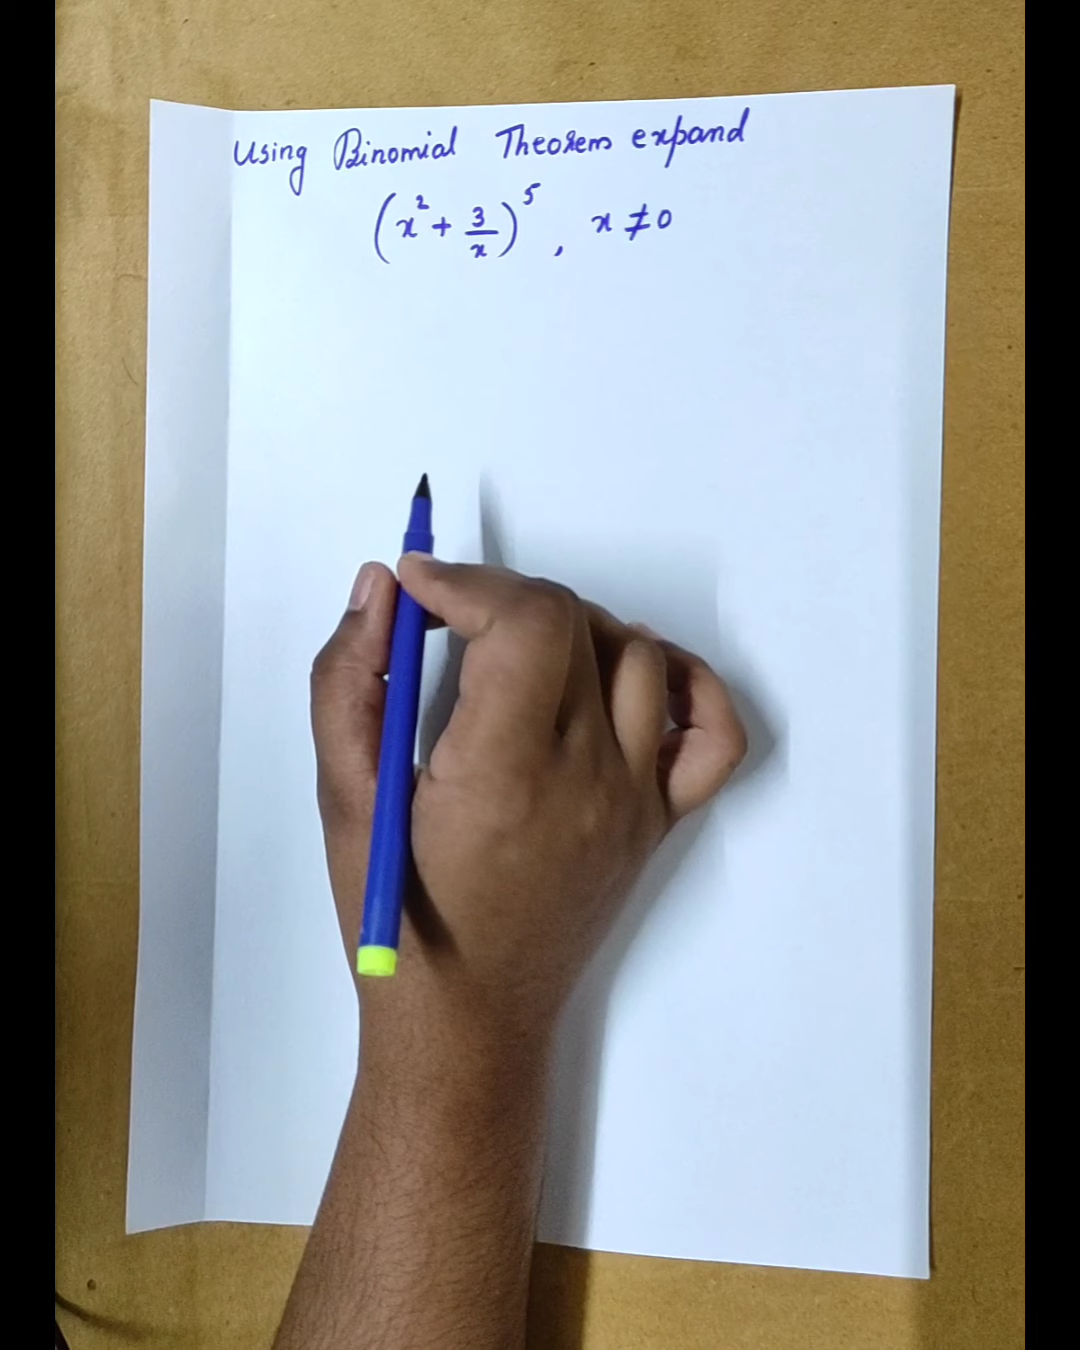 Using Binomial Theorem expand
(x² + 3/x)⁵, x ≠ 0